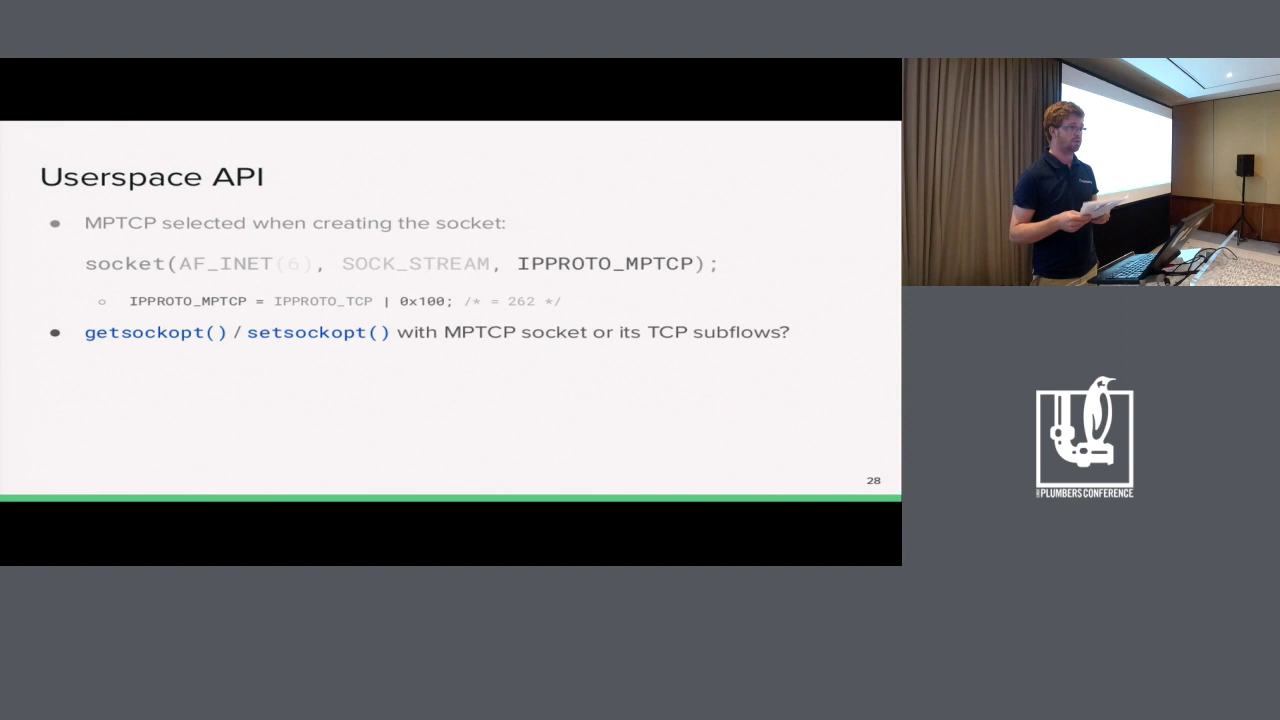 Userspace API
● MPTCP selected when creating the socket:
socket(AF_INET(6), SOCK_STREAM, IPPROTO_MPTCP);
○ IPPROTO_MPTCP = IPPROTO_TCP | 0x100; /* = 262 */
● getsockopt() / setsockopt() with MPTCP socket or its TCP subflows?
28
PLUMBERS CONFERENCE